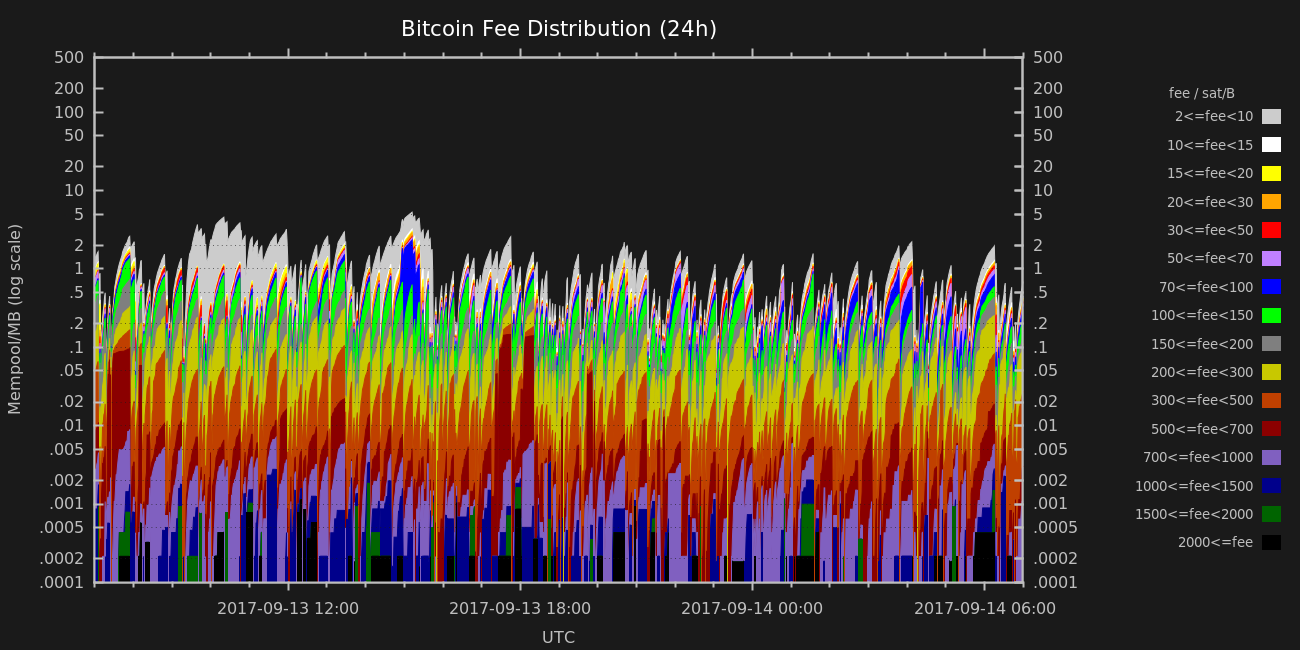 Bitcoin Fee Distribution (24h)
Mempool/MB (log scale)
500
200
100
50
20
10
5
2
1
.5
.2
.1
.05
.02
.01
.005
.002
.001
.0005
.0002
.0001
500
200
100
50
20
10
5
2
1
.5
.2
.1
.05
.02
.01
.005
.002
.001
.0005
.0002
.0001
2017-09-13 12:00
2017-09-13 18:00
2017-09-14 00:00
2017-09-14 06:00
UTC
fee / sat/B
2<=fee<10
10<=fee<15
15<=fee<20
20<=fee<30
30<=fee<50
50<=fee<70
70<=fee<100
100<=fee<150
150<=fee<200
200<=fee<300
300<=fee<500
500<=fee<700
700<=fee<1000
1000<=fee<1500
1500<=fee<2000
2000<=fee